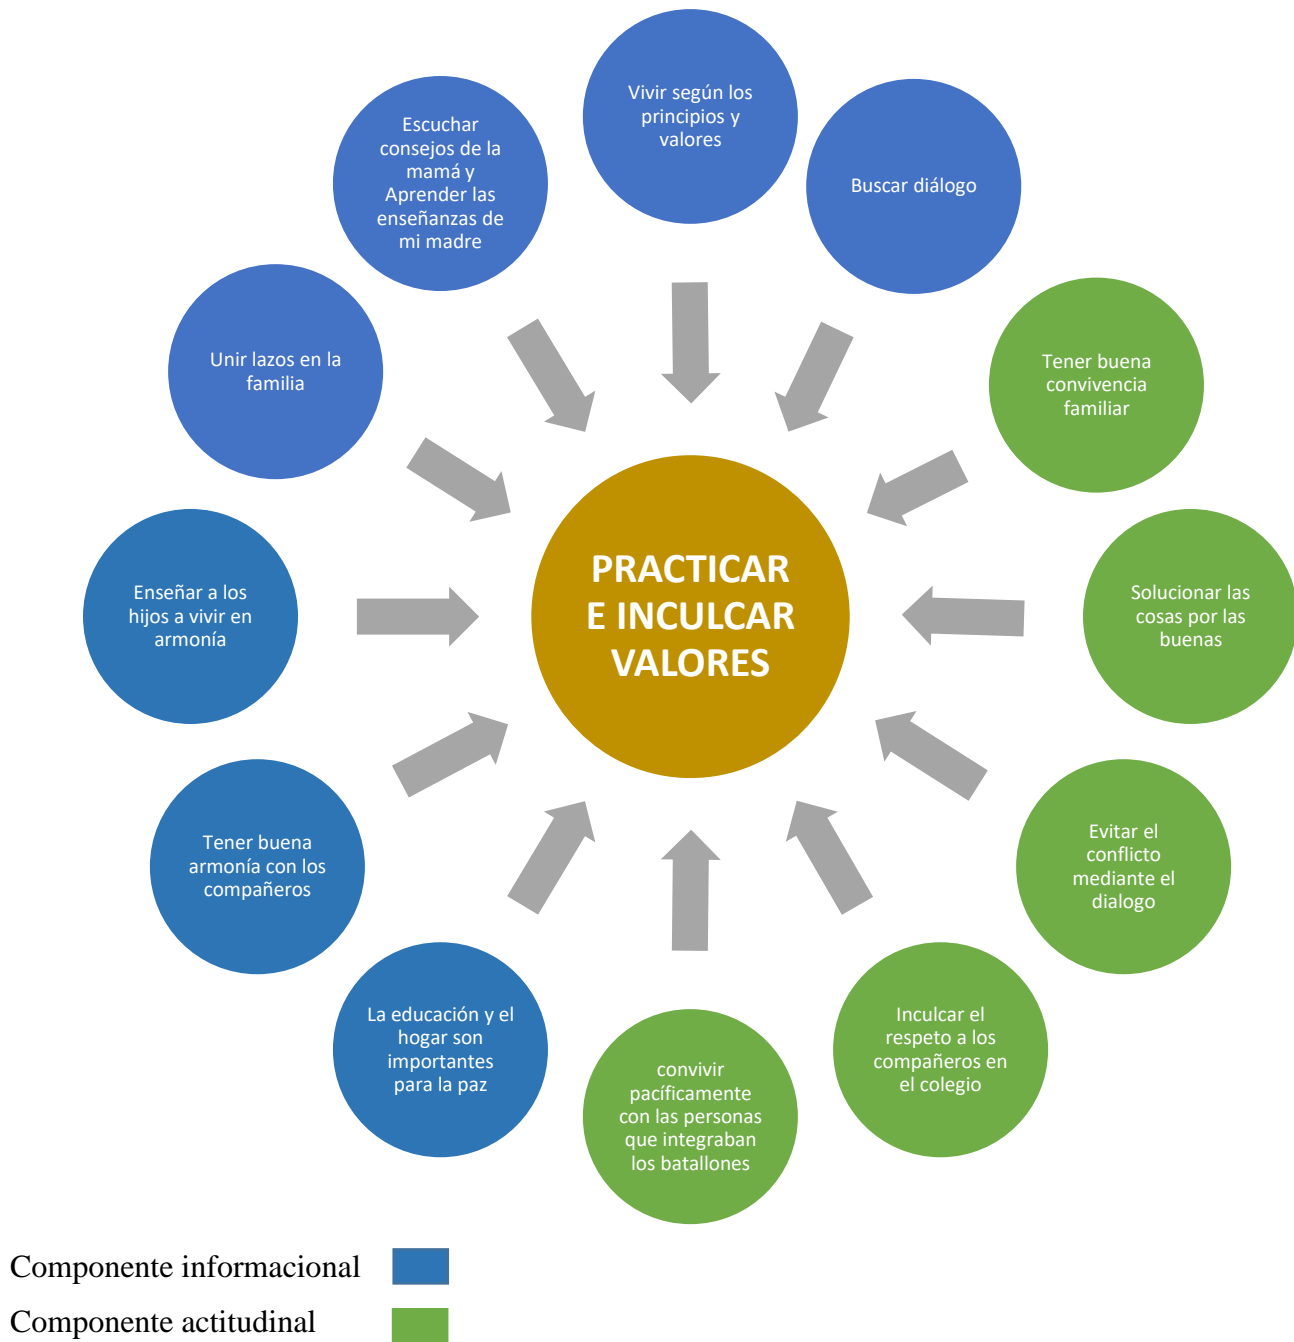 Vivir según los
principios y
valores
Buscar diálogo
Tener buena
convivencia
familiar
Solucionar las
cosas por las
buenas
Evitar el
conflicto
mediante el
dialogo
Inculcar el
respeto a los
compañeros en
el colegio
convivir
pacíficamente
con las personas
que integraban
los batallones
La educación y el
hogar son
importantes
para la paz
Tener buena
armonía con los
compañeros
Enseñar a los
hijos a vivir en
armonía
Unir lazos en la
familia
Escuchar
consejos de la
mamá y
Aprender las
enseñanzas de
mi madre
PRACTICAR
E INCULCAR
VALORES
Componente informacional
Componente actitudinal